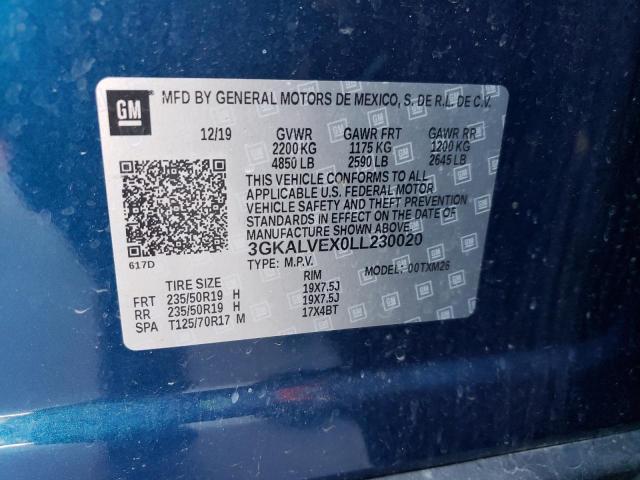 GM
MFD BY GENERAL MOTORS DE MEXICO, S. DE R.L. DE C.V.
12/19 GVWR GAWR FRT GAWR RR
2200 KG 1175 KG 1200 KG
4850 LB 2590 LB 2645 LB
THIS VEHICLE CONFORMS TO ALL
APPLICABLE U.S. FEDERAL MOTOR
VEHICLE SAFETY AND THEFT PREVENTION
STANDARDS IN EFFECT ON THE DATE OF
MANUFACTURE SHOWN ABOVE.
3GKALVEX0LL230020
617D TYPE: M.P.V. MODEL: 00TXM26
TIRE SIZE RIM
FRT 235/50R19 H 19X7.5J
RR 235/50R19 H 19X7.5J
SPA T125/70R17 M 17X4BT